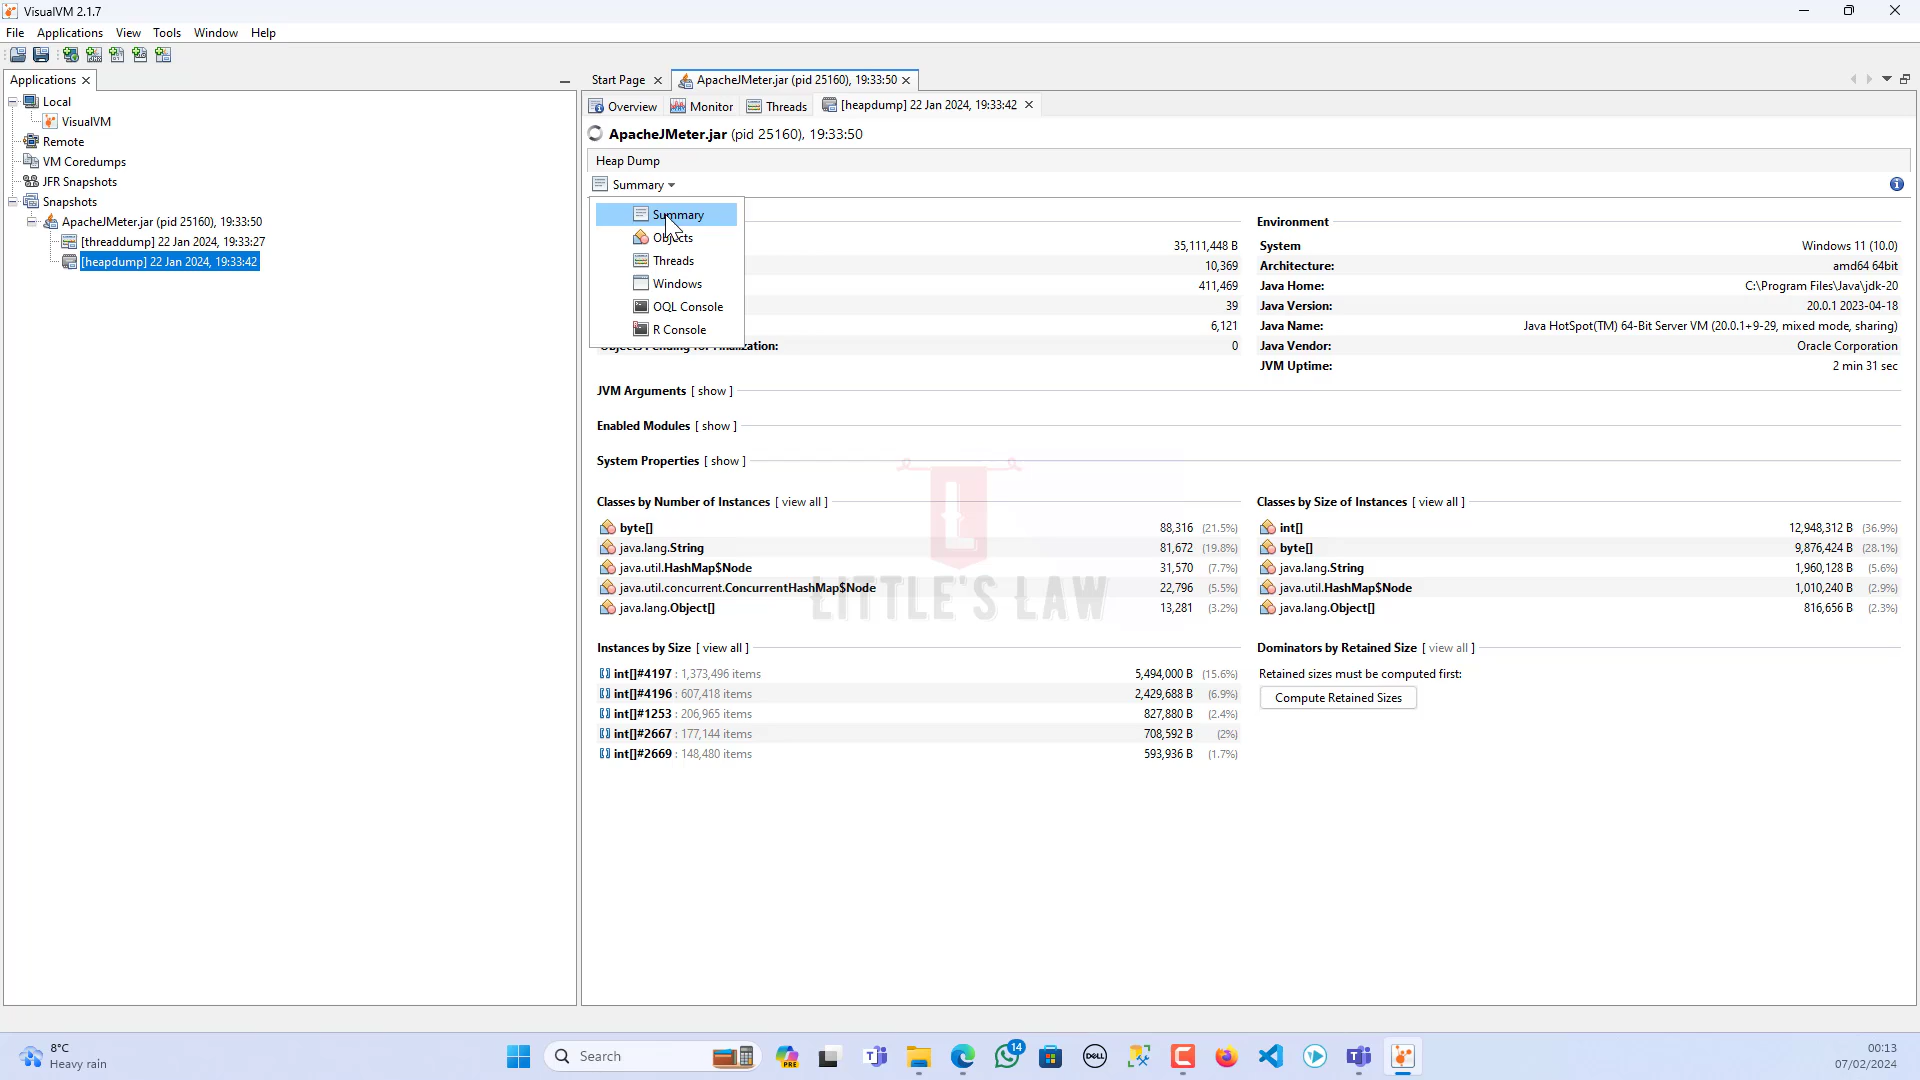 VisualVM 2.1.7
File Applications View Tools Window Help
Applications
Start Page
ApacheJMeter.jar (pid 25160), 19:33:50
Local
VisualVM
Remote
VM Coredumps
JFR Snapshots
Snapshots
ApacheJMeter.jar (pid 25160), 19:33:50
[threaddump] 22 Jan 2024, 19:33:27
[heapdump] 22 Jan 2024, 19:33:42
Overview Monitor Threads [heapdump] 22 Jan 2024, 19:33:42
ApacheJMeter.jar (pid 25160), 19:33:50
Heap Dump
Summary
Summary
Objects
Threads
Windows
OQL Console
R Console
35,111,448 B
10,369
411,469
39
6,121
Objects Pending for Finalization: 0
Environment
System Windows 11 (10.0)
Architecture: amd64 64bit
Java Home: C:\Program Files\Java\jdk-20
Java Version: 20.0.1 2023-04-18
Java Name: Java HotSpot(TM) 64-Bit Server VM (20.0.1+9-29, mixed mode, sharing)
Java Vendor: Oracle Corporation
JVM Uptime: 2 min 31 sec
JVM Arguments [ show ]
Enabled Modules [ show ]
System Properties [ show ]
Classes by Number of Instances [ view all ]
byte[] 88,316 (21.5%)
java.lang.String 81,672 (19.8%)
java.util.HashMap$Node 31,570 (7.7%)
java.util.concurrent.ConcurrentHashMap$Node 22,796 (5.5%)
java.lang.Object[] 13,281 (3.2%)
Classes by Size of Instances [ view all ]
int[] 12,948,312 B (36.9%)
byte[] 9,876,424 B (28.1%)
java.lang.String 1,960,128 B (5.6%)
java.util.HashMap$Node 1,010,240 B (2.9%)
java.lang.Object[] 816,656 B (2.3%)
L
LITTLE'S LAW
Instances by Size [ view all ]
int[]#4197 : 1,373,496 items 5,494,000 B (15.6%)
int[]#4196 : 607,418 items 2,429,688 B (6.9%)
int[]#1253 : 206,965 items 827,880 B (2.4%)
int[]#2667 : 177,144 items 708,592 B (2%)
int[]#2669 : 148,480 items 593,936 B (1.7%)
Dominators by Retained Size [ view all ]
Retained sizes must be computed first:
Compute Retained Sizes
8°C
Heavy rain
Search
PRE
14
DELL
00:13
07/02/2024